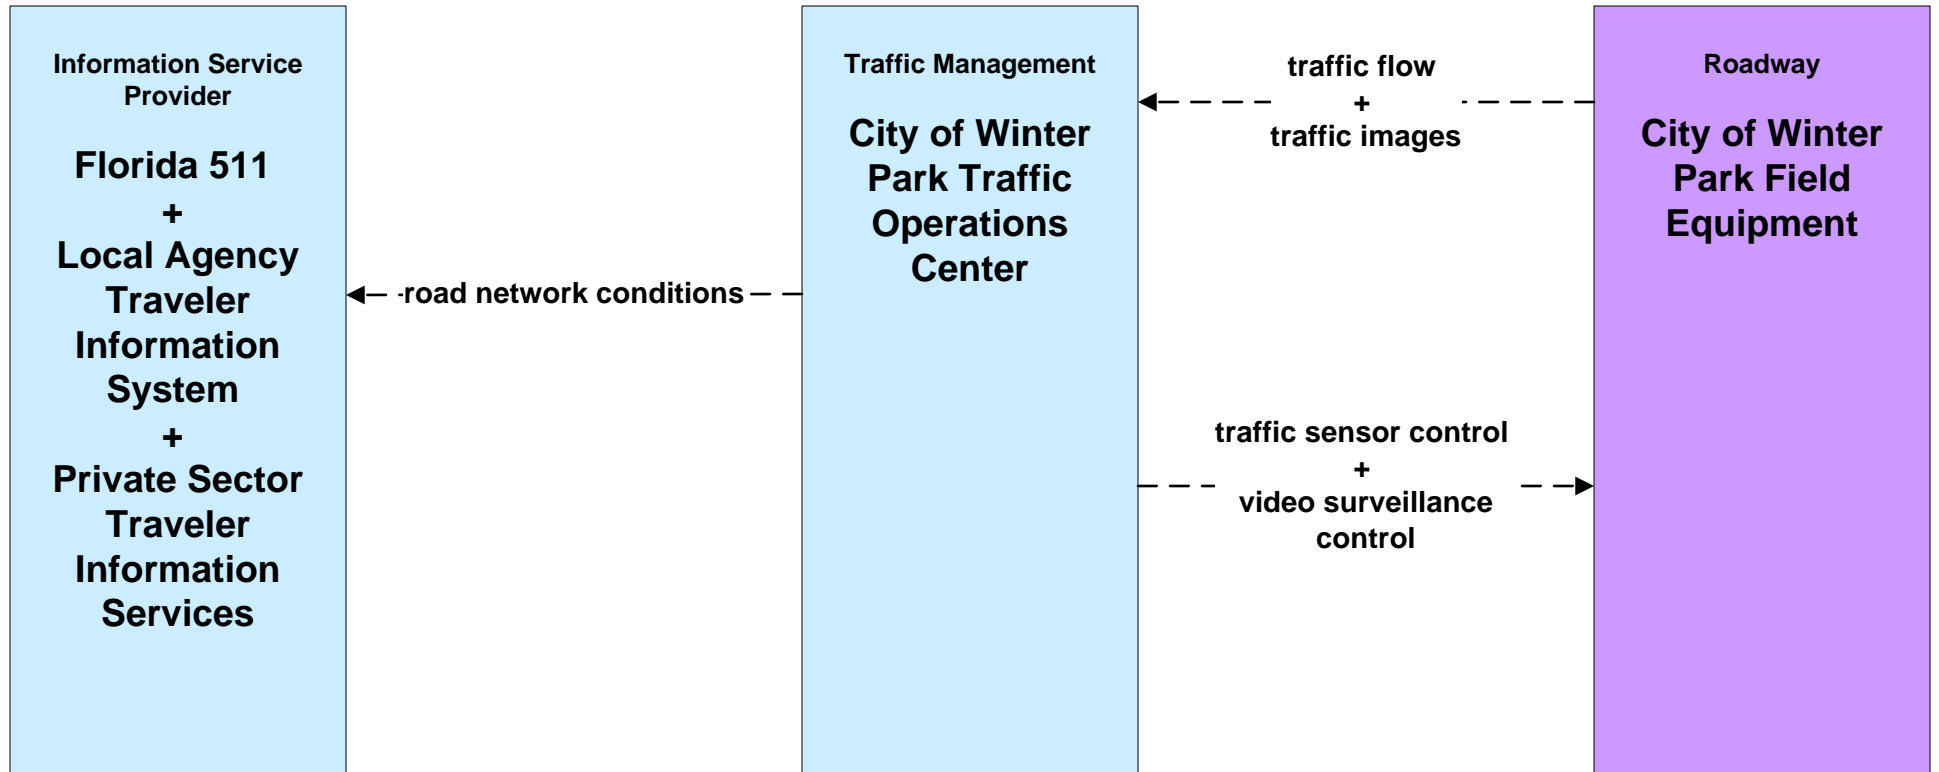 Information Service
Provider
Florida 511
+
Local Agency
Traveler
Information
System
+
Private Sector
Traveler
Information
Services
road network conditions
Traffic Management
City of Winter
Park Traffic
Operations
Center
traffic flow
+
traffic images
traffic sensor control
+
video surveillance
control
Roadway
City of Winter
Park Field
Equipment